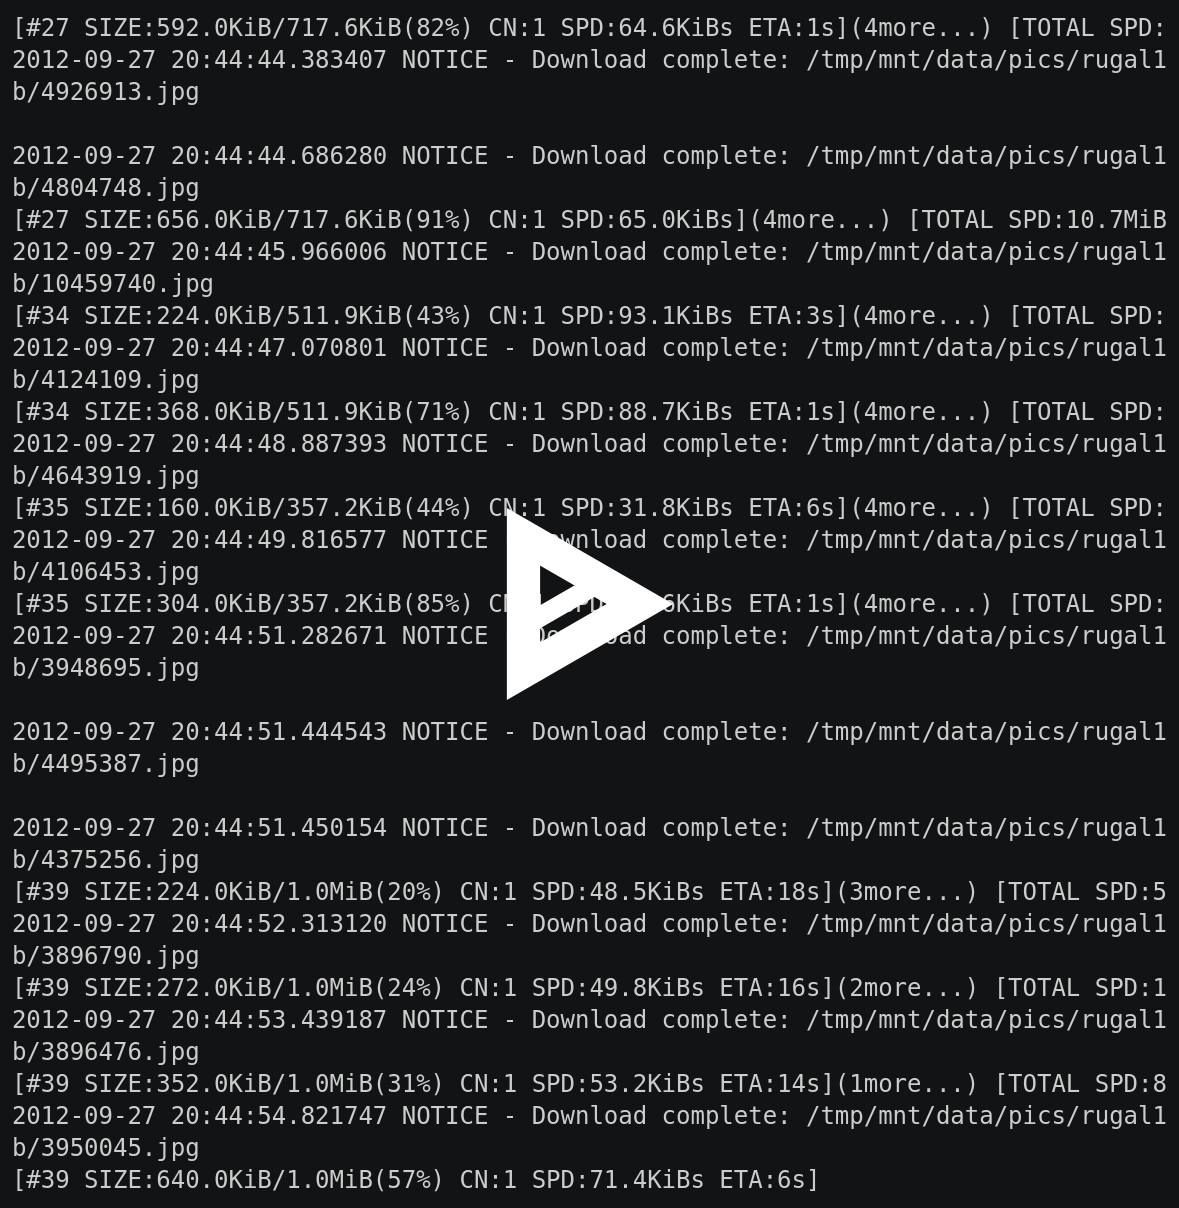 [#27 SIZE:592.0KiB/717.6KiB(82%) CN:1 SPD:64.6KiBs ETA:1s](4more...) [TOTAL SPD:
2012-09-27 20:44:44.383407 NOTICE - Download complete: /tmp/mnt/data/pics/rugal1
b/4926913.jpg
2012-09-27 20:44:44.686280 NOTICE - Download complete: /tmp/mnt/data/pics/rugal1
b/4804748.jpg
[#27 SIZE:656.0KiB/717.6KiB(91%) CN:1 SPD:65.0KiBs](4more...) [TOTAL SPD:10.7MiB
2012-09-27 20:44:45.966006 NOTICE - Download complete: /tmp/mnt/data/pics/rugal1
b/10459740.jpg
[#34 SIZE:224.0KiB/511.9KiB(43%) CN:1 SPD:93.1KiBs ETA:3s](4more...) [TOTAL SPD:
2012-09-27 20:44:47.070801 NOTICE - Download complete: /tmp/mnt/data/pics/rugal1
b/4124109.jpg
[#34 SIZE:368.0KiB/511.9KiB(71%) CN:1 SPD:88.7KiBs ETA:1s](4more...) [TOTAL SPD:
2012-09-27 20:44:48.887393 NOTICE - Download complete: /tmp/mnt/data/pics/rugal1
b/4643919.jpg
[#35 SIZE:160.0KiB/357.2KiB(44%) CN:1 SPD:31.8KiBs ETA:6s](4more...) [TOTAL SPD:
2012-09-27 20:44:49.816577 NOTICE Download complete: /tmp/mnt/data/pics/rugal1
b/4106453.jpg
[#35 SIZE:304.0KiB/357.2KiB(85%) ETA:1s](4more...) [TOTAL SPD:
2012-09-27 20:44:51.282671 NOTICE Download complete: /tmp/mnt/data/pics/rugal1
b/3948695.jpg
2012-09-27 20:44:51.444543 NOTICE - Download complete: /tmp/mnt/data/pics/rugal1
b/4495387.jpg
2012-09-27 20:44:51.450154 NOTICE - Download complete: /tmp/mnt/data/pics/rugal1
b/4375256.jpg
[#39 SIZE:224.0KiB/1.0MiB(20%) CN:1 SPD:48.5KiBs ETA:18s](3more...) [TOTAL SPD:5
2012-09-27 20:44:52.313120 NOTICE - Download complete: /tmp/mnt/data/pics/rugal1
b/3896790.jpg
[#39 SIZE:272.0KiB/1.0MiB(24%) CN:1 SPD:49.8KiBs ETA:16s](2more...) [TOTAL SPD:1
2012-09-27 20:44:53.439187 NOTICE - Download complete: /tmp/mnt/data/pics/rugal1
b/3896476.jpg
[#39 SIZE:352.0KiB/1.0MiB(31%) CN:1 SPD:53.2KiBs ETA:14s](1more...) [TOTAL SPD:8
2012-09-27 20:44:54.821747 NOTICE - Download complete: /tmp/mnt/data/pics/rugal1
b/3950045.jpg
[#39 SIZE:640.0KiB/1.0MiB(57%) CN:1 SPD:71.4KiBs ETA:6s]